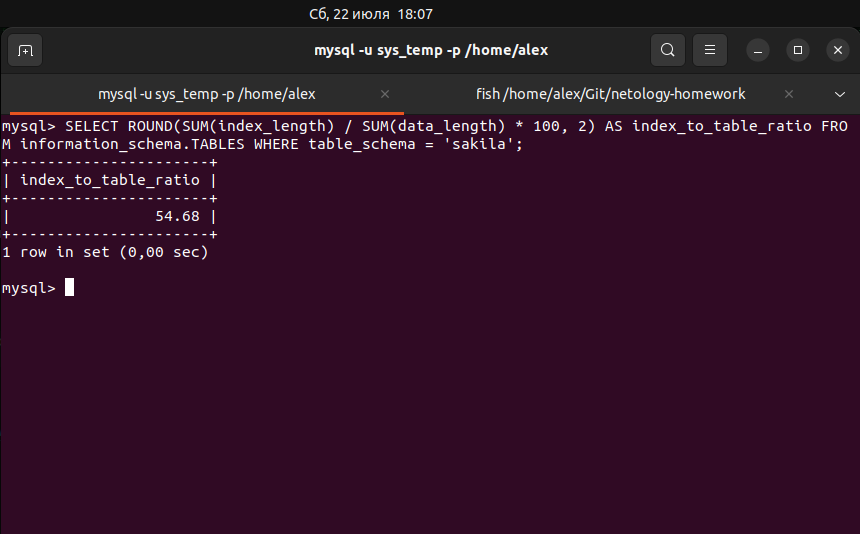 Сб, 22 июля 18:07
mysql -u sys_temp -p /home/alex
mysql -u sys_temp -p /home/alex
fish /home/alex/Git/netology-homework
mysql> SELECT ROUND(SUM(index_length) / SUM(data_length) * 100, 2) AS index_to_table_ratio FRO
M information_schema.TABLES WHERE table_schema = 'sakila';
+----------------------+
| index_to_table_ratio |
+----------------------+
|                54.68 |
+----------------------+
1 row in set (0,00 sec)
mysql>